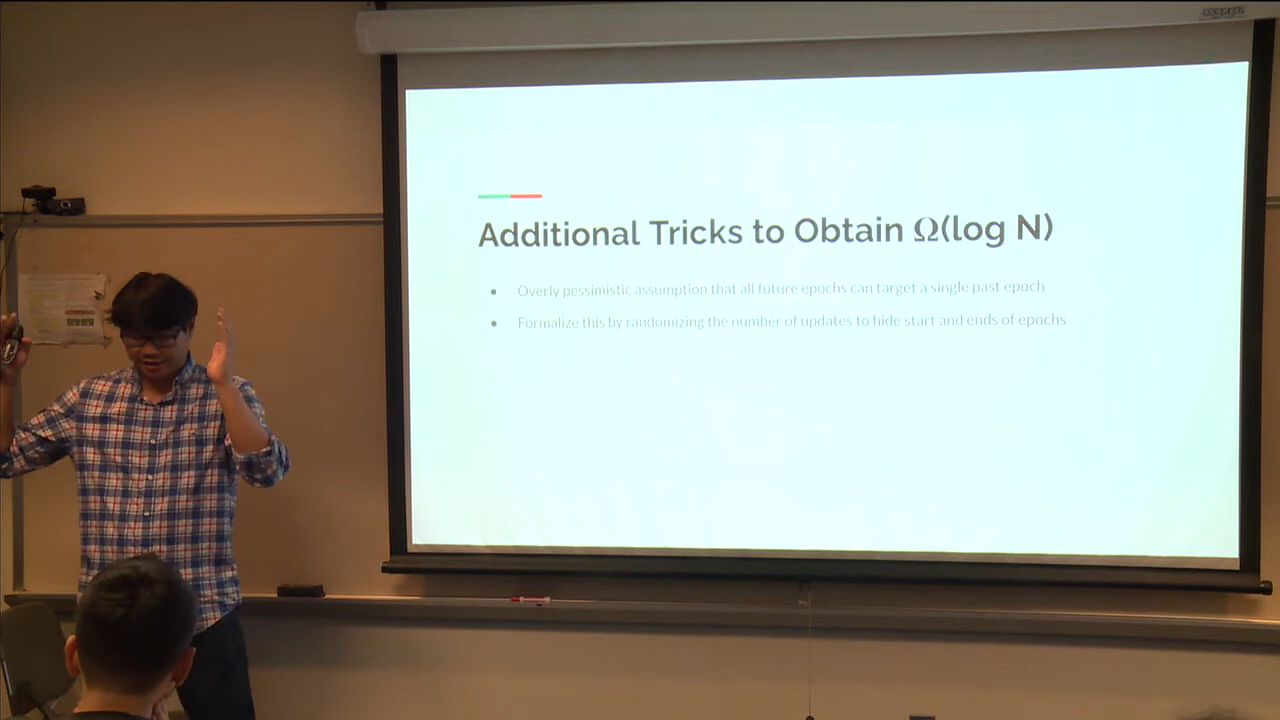 Additional Tricks to Obtain Ω(log N)
● Overly pessimistic assumption that all future epochs can target a single past epoch
● Formalize this by randomizing the number of updates to hide start and ends of epochs